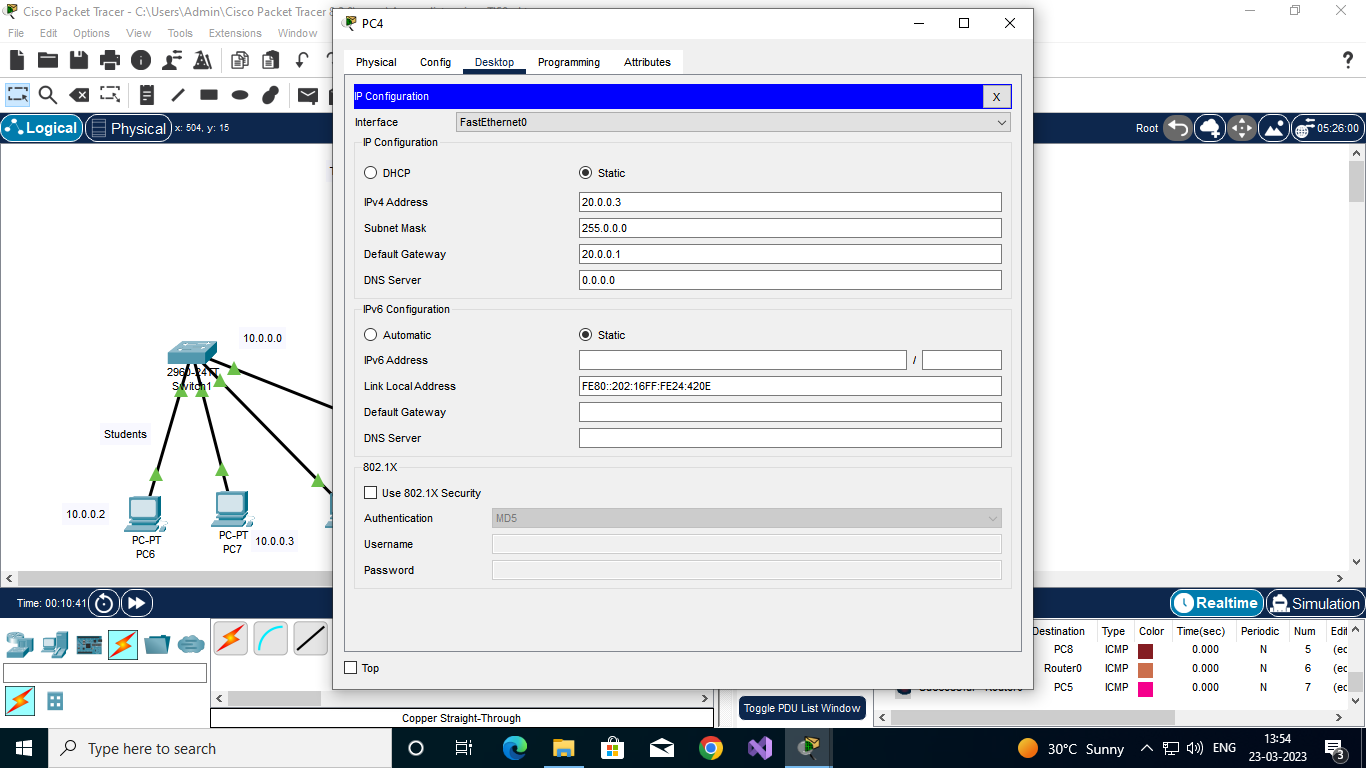 Cisco Packet Tracer - C:\Users\Admin\Cisco Packet Tracer 8
PC4
File Edit Options View Tools Extensions Window
?
Physical Config Desktop Programming Attributes
IP Configuration X
Logical Physical x: 504, y: 15
Root 05:26:00
Interface FastEthernet0
IP Configuration
DHCP Static
IPv4 Address 20.0.0.3
Subnet Mask 255.0.0.0
Default Gateway 20.0.0.1
DNS Server 0.0.0.0
IPv6 Configuration
Automatic Static
IPv6 Address /
Link Local Address FE80::202:16FF:FE24:420E
Default Gateway
DNS Server
802.1X
Use 802.1X Security
Authentication MD5
Username
Password
Top
10.0.0.0
2960-24TT
Switch1
Students
10.0.0.2
PC-PT
PC6
PC-PT
PC7
10.0.0.3
Time: 00:10:41
Realtime Simulation
Destination Type Color Time(sec) Periodic N Num
PC8 ICMP 0.000 N 5
Router0 ICMP 0.000 N 6
PC5 ICMP 0.000 N 7
Toggle PDU List Window
Copper Straight-Through
Type here to search
30°C Sunny ENG
13:54
23-03-2023
3